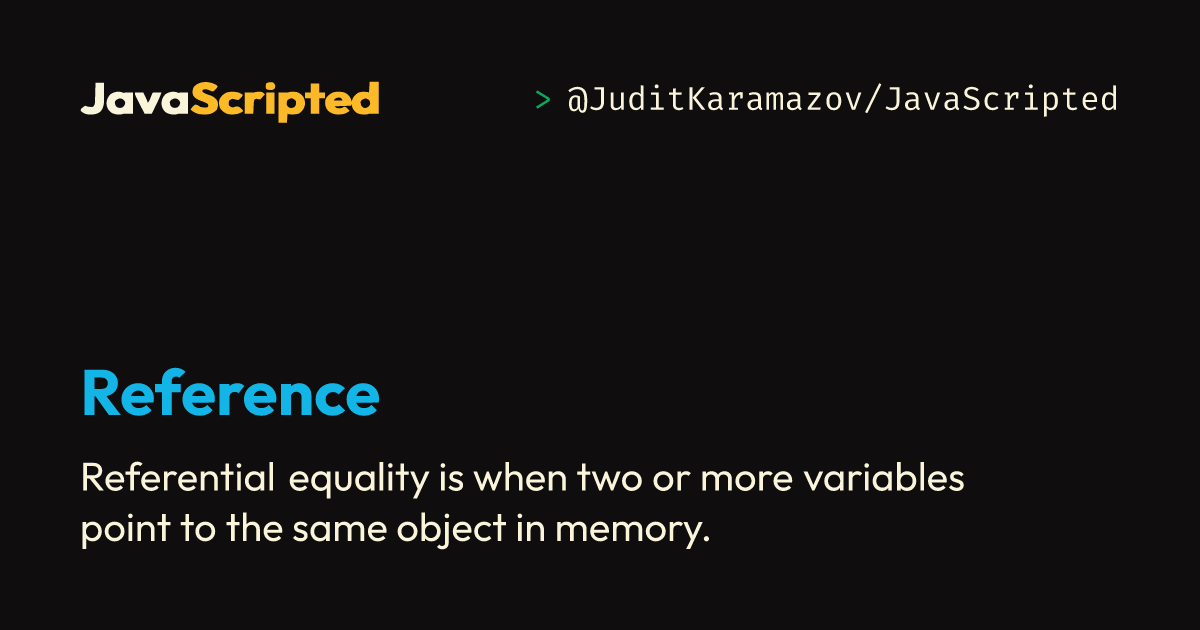 JavaScripted
> @JuditKaramazov/JavaScripted
Reference
Referential equality is when two or more variables
point to the same object in memory.